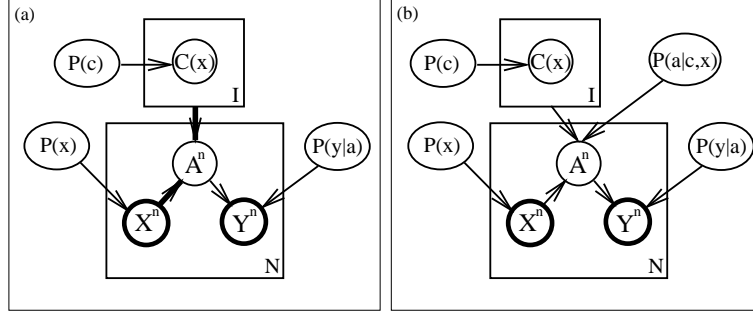 (a)
P(c)
C(x)
I
P(x)
A^n
P(y|a)
X^n
Y^n
N
(b)
P(c)
C(x)
P(a|c,x)
I
P(x)
A^n
P(y|a)
X^n
Y^n
N